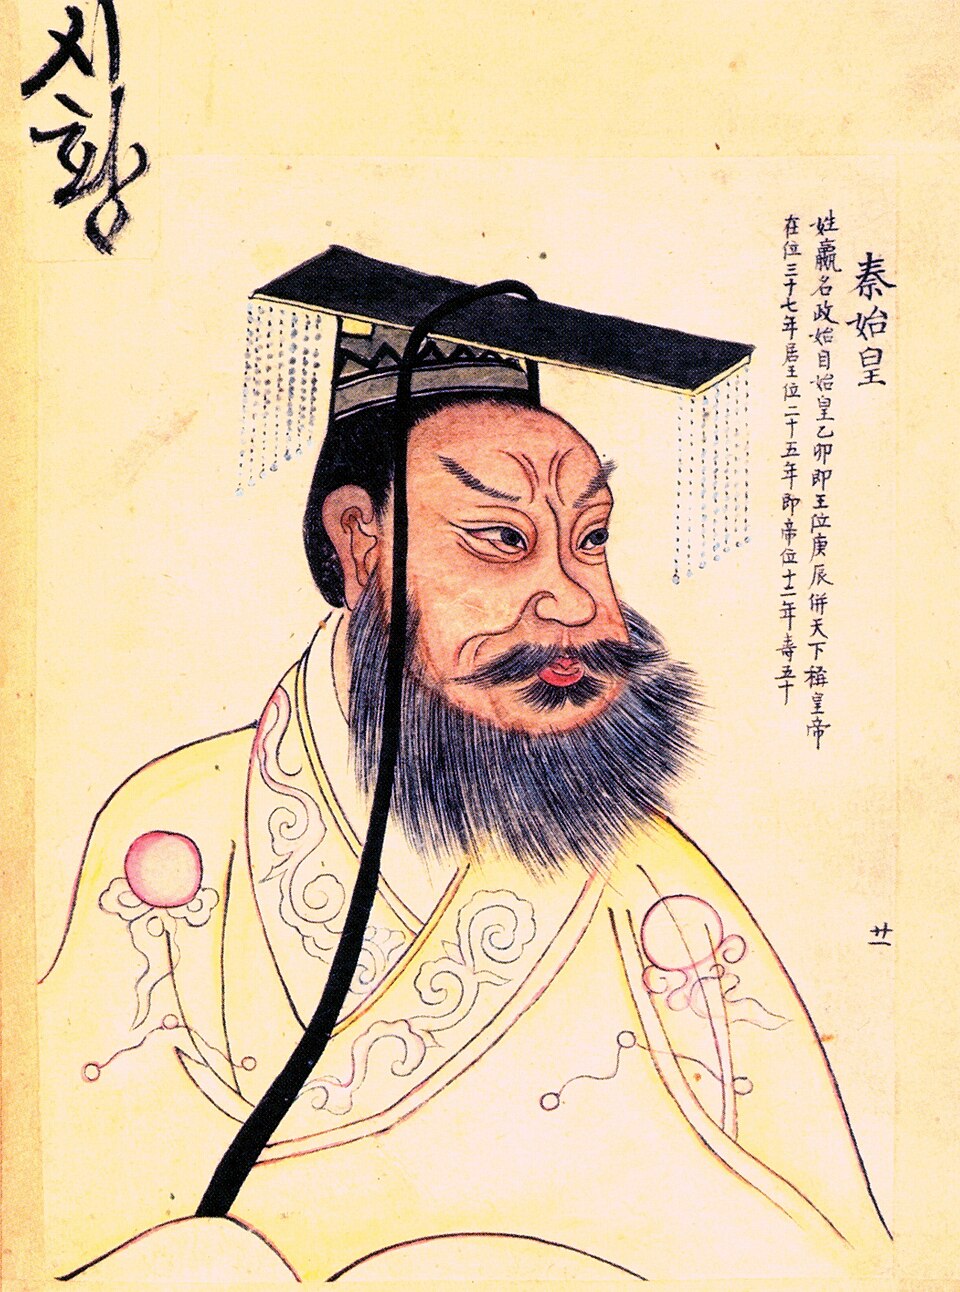 秦始皇
姓嬴名政始自始皇乙卯即王位庚辰併天下稱皇帝
在位三十七年居王位二十五年即帝位十二年壽五十
廿一
시황